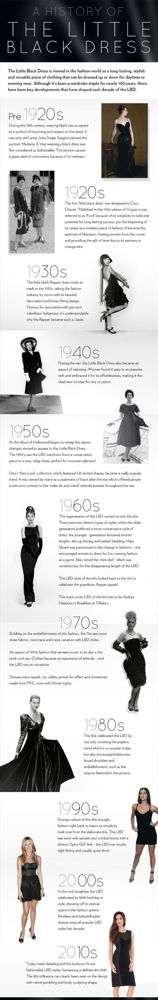 A HISTORY OF
THE LITTLE
BLACK DRESS
The Little Black Dress is viewed in the fashion world as a long-lasting, stylish
and versatile piece of clothing that can be dressed up or down for daytime or
evening wear. Although it's been a wardrobe staple for nearly 100 years, there
have been key developments that have shaped each decade of the LBD.
Pre-1920s
During the 19th century, wearing black was accepted
as a symbol of mourning and respect to the dead. It
was only until artist John Singer Sargent painted the
portrait 'Madame X' that wearing a black dress was
first considered as fashionable. This picture caused
a great deal of controversy because of its 'sexiness.'
1920s
The first 'little black dress' was designed by Coco
Chanel. Published in the 1926 edition of Vogue, it was
referred to as 'Ford' because of its simplicity in style and
potential for long-lasting success; just the beginning of
its career as a timeless piece of fashion. It became the
epitome of liberation, freeing women from the corset
and providing the gift of time due to its easiness to
change into.
1930s
The little black flapper dress made its
mark in the 1930s, taking the fashion
industry by storm with its beaded
decoration and loose fitting design.
Famous for association with jazz and
'rebellious' behaviour, it's understandable
why the flapper became such a classic.
1940s
During the war, the Little Black Dress also became an
aspect of rationing. Women found it easy to accessorise
with and embraced it for its effortlessness, making it the
ideal item to wear for any occasion.
1950s
As the allure of Hollywood began to sweep the nation,
changes started to appear to the Little Black Dress.
The 1950's saw the LBD transform from a conservative
piece to a sexy, edgy dress; perfect for onscreen glamour!
Dior's 'New Look' collection, which featured full-skirted shapes, became a really popular
trend. It was viewed by many as a statement of hope after the war which offered people
a welcome contrast to the 'make do and mend' attitude present throughout the war.
1960s
The regeneration of the LBD carried on into the 60s.
There were two distinct types of styles: whilst the older
generation preferred a more conservative style of
dress, the younger generation favoured shorter
lengths, slits up the leg and netted detailing. Mary
Quant was paramount to this change in fashions – she
encouraged women to dress for fun, viewing fashion
as a game. She coined the 'mini-skirt' which was
revolutionary for the disappearing length of the LBD.
The LBD style of the 60s looked back to the 20s to
celebrate the grandiose, flapper appeal.
The most iconic LBD of the 60s has to be Audrey
Hepburn in Breakfast at Tiffany's.
1970s
Building on the embellishments of 60s fashion, the 70s saw more
sheer fabrics, more lace and more variation with LBD styles.
An aspect of 1970s fashion that remains iconic to its day is the
punk rock era. Clothes became an expression of attitude – and
the LBD was no exception.
Dresses were ripped, cut, safety pinned for effect and sometimes
made from PVC, worn with fishnet tights.
1980s
The 80s celebrated the LBD by
not only crowning the peplum
trend which is so popular today,
but also encouraged elaborate,
broad shoulders and
embellishments, such as the
sequins featured in this picture.
1990s
Grunge culture of the 90s brought
fashion right back to basics as simplicity
took over from the elaborate 80s. The LBD
was worn with sandals and combat boots with a
distinct 'Spice Girl' feel – the LBD was simple,
tight fitting and usually quite short.
2000s
In the mid noughties the LBD
celebrated its 80th birthday in
style, showing off its eternal
space in the fashion sphere.
Bandeau and babydoll party
dresses were all popular LBD
styles last decade.
2010s
Today mesh detailing and the bodycon fit are
fashionable LBD styles, harnessing a definite 80s feel.
The 80s influence can clearly been seen on the design
with velvet panelling and body-sculpting shape.